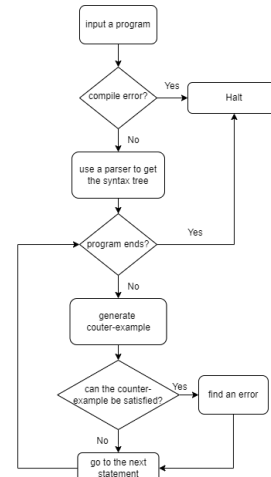 input a program
compile error?
Yes
Halt
No
use a parser to get
the syntax tree
program ends?
Yes
No
generate
couter-example
can the counter-
example be satisfied?
Yes
find an error
No
go to the next
statement